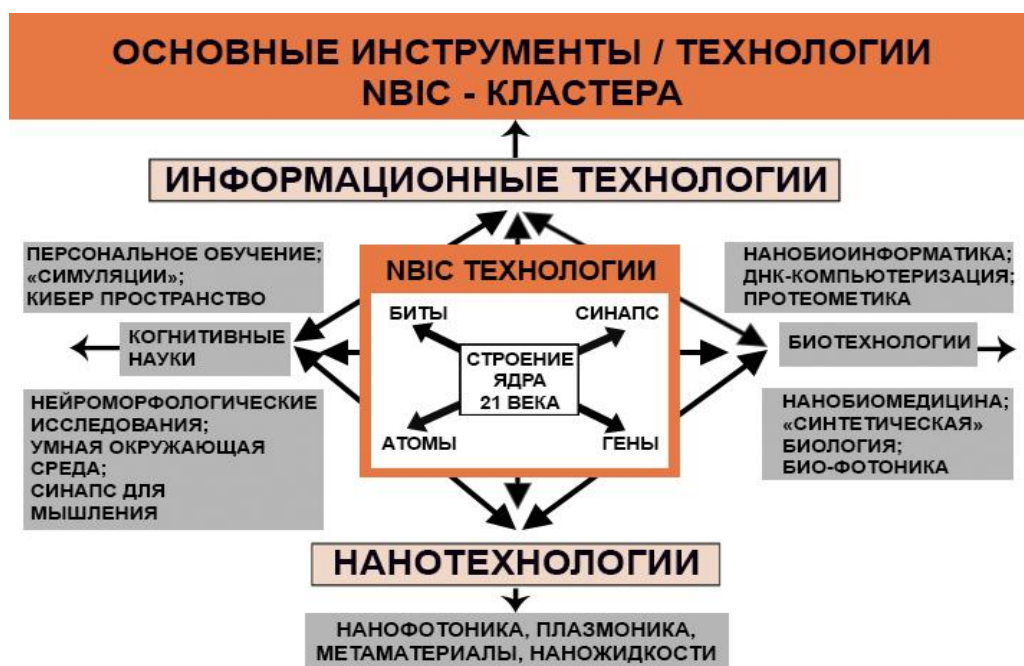 ОСНОВНЫЕ ИНСТРУМЕНТЫ / ТЕХНОЛОГИИ
NBIC - КЛАСТЕРА
ИНФОРМАЦИОННЫЕ ТЕХНОЛОГИИ
ПЕРСОНАЛЬНОЕ ОБУЧЕНИЕ;
«СИМУЛЯЦИИ»;
КИБЕР ПРОСТРАНСТВО
КОГНИТИВНЫЕ
НАУКИ
НЕЙРОМОРФОЛОГИЧЕСКИЕ
ИССЛЕДОВАНИЯ;
УМНАЯ ОКРУЖАЮЩАЯ
СРЕДА;
СИНАПС ДЛЯ
МЫШЛЕНИЯ
NBIC ТЕХНОЛОГИИ
БИТЫ
СИНАПС
СТРОЕНИЕ
ЯДРА
21 ВЕКА
АТОМЫ
ГЕНЫ
НАНОБИОИНФОРМАТИКА;
ДНК-КОМПЬЮТЕРИЗАЦИЯ;
ПРОТЕОМЕТИКА
БИОТЕХНОЛОГИИ
НАНОБИОМЕДИЦИНА;
«СИНТЕТИЧЕСКАЯ»
БИОЛОГИЯ;
БИО-ФОТОНИКА
НАНОТЕХНОЛОГИИ
НАНОФОТОНИКА, ПЛАЗМОНИКА,
МЕТАМАТЕРИАЛЫ, НАНОЖИДКОСТИ